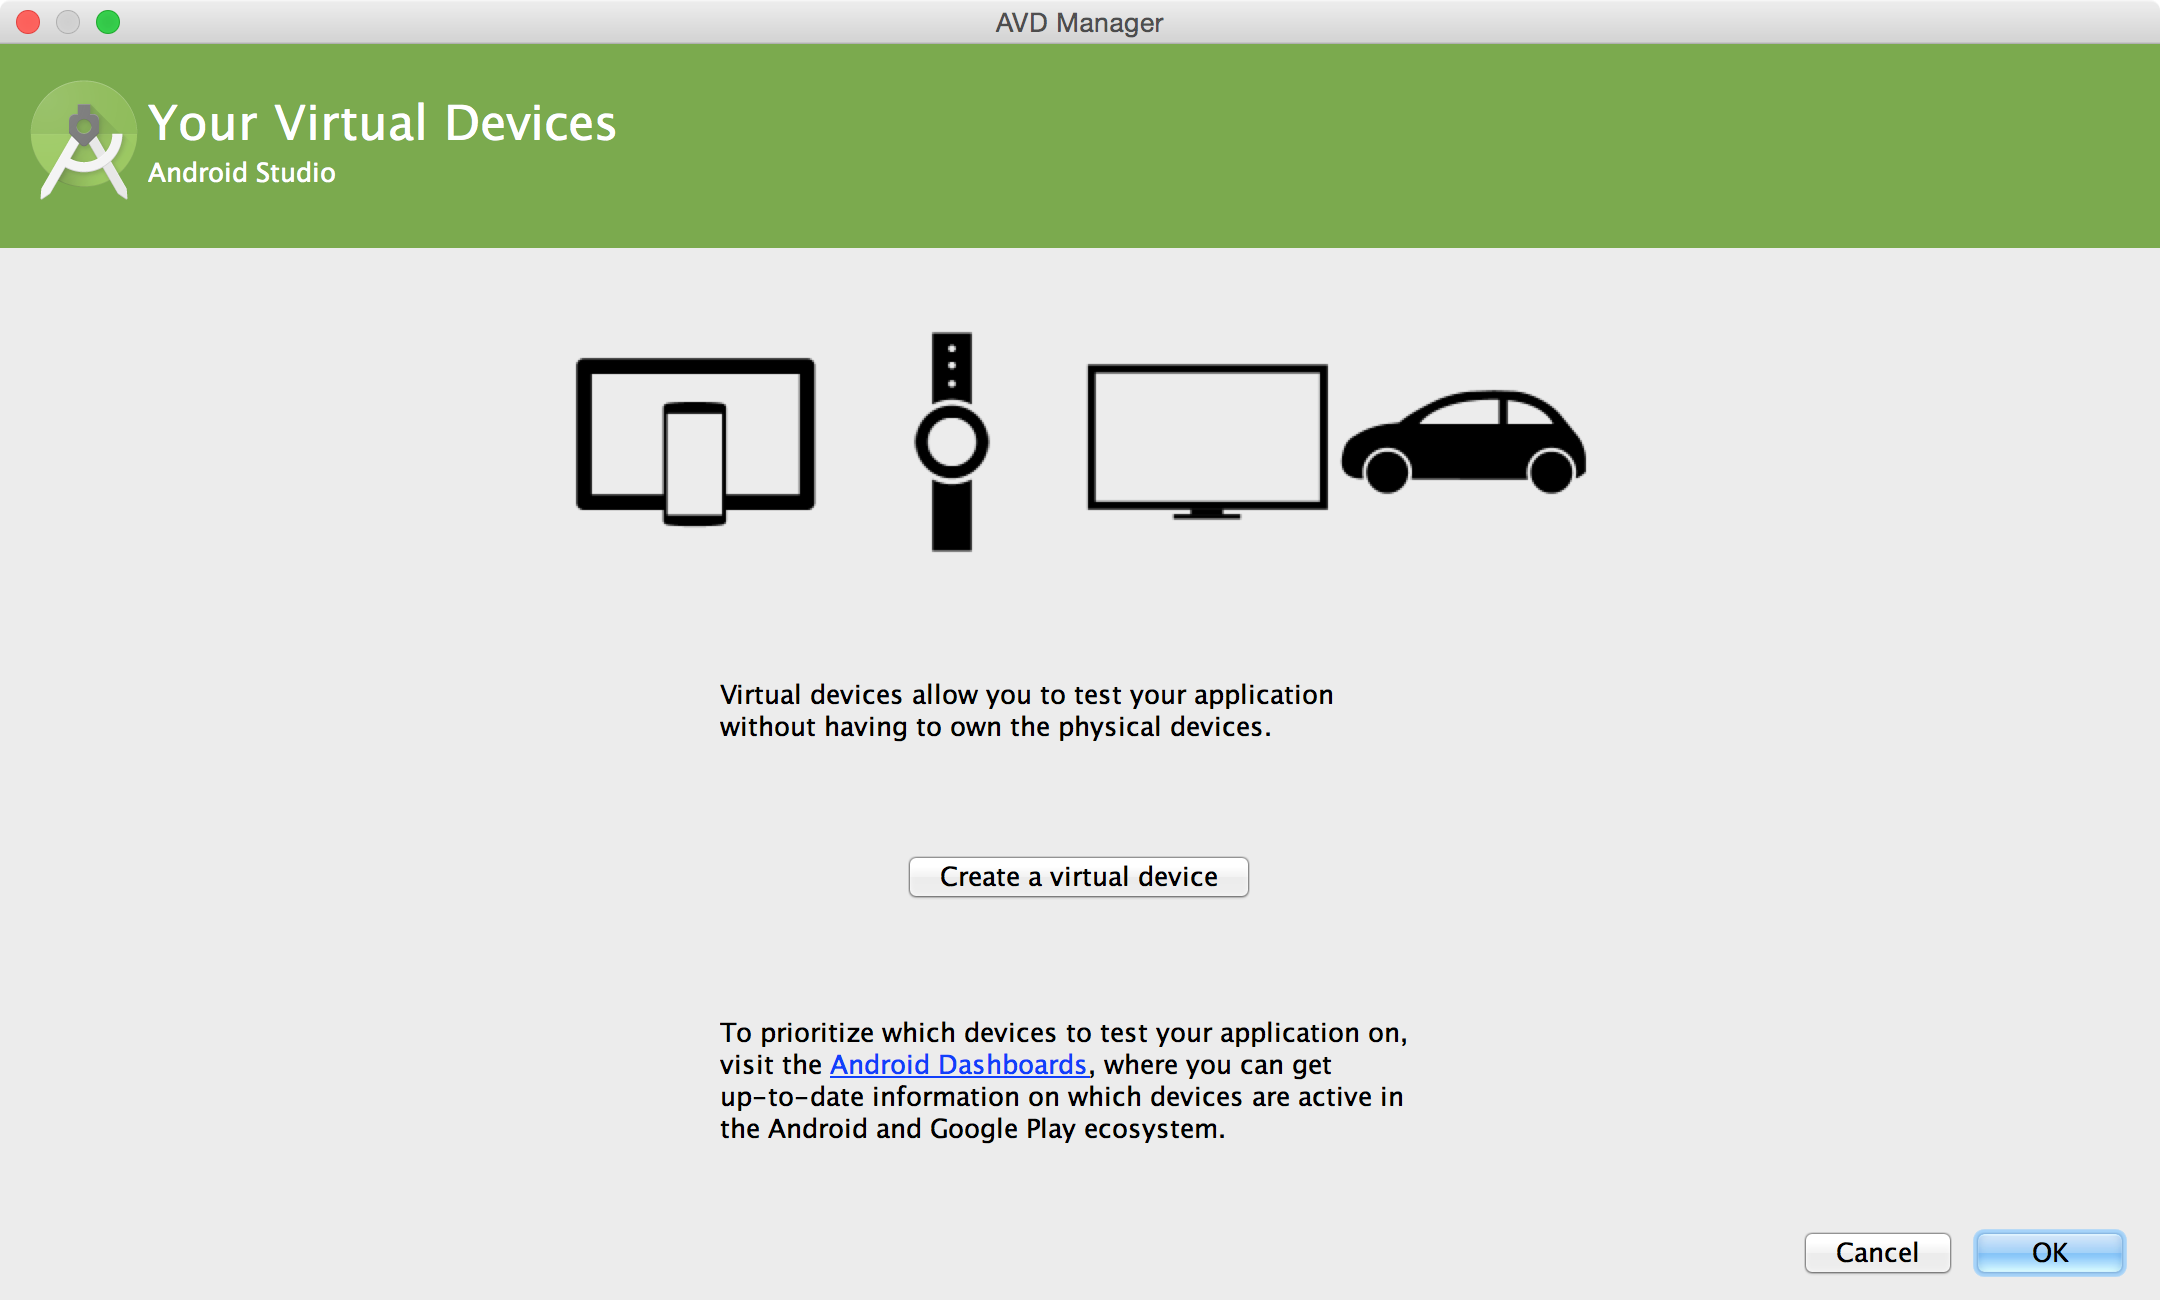 AVD Manager
Your Virtual Devices
Android Studio
Virtual devices allow you to test your application
without having to own the physical devices.
Create a virtual device
To prioritize which devices to test your application on,
visit the Android Dashboards, where you can get
up-to-date information on which devices are active in
the Android and Google Play ecosystem.
Cancel
OK